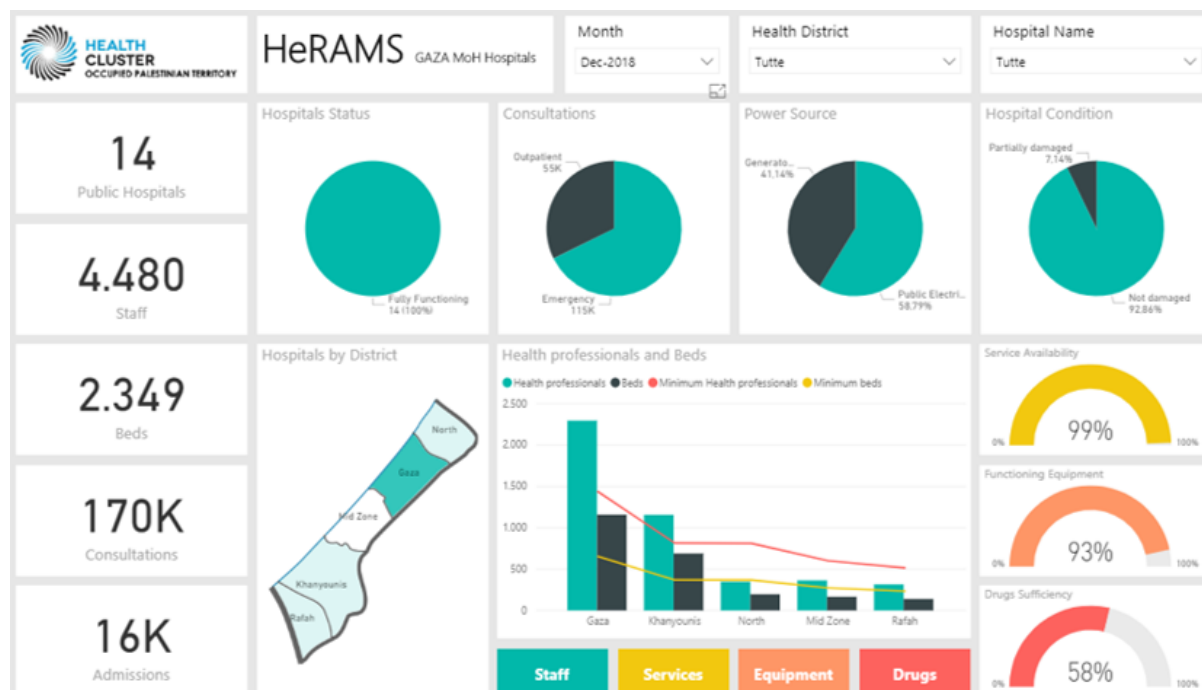 HEALTH
CLUSTER
OCCUPIED PALESTINIAN TERRITORY
HeRAMS GAZA MoH Hospitals
Month
Dec-2018
Health District
Tutte
Hospital Name
Tutte
14
Public Hospitals
4.480
Staff
2.349
Beds
170K
Consultations
16K
Admissions
Hospitals Status
Fully Functioning
14 (100%)
Consultations
Outpatient
55K
Emergency
115K
Power Source
Generato...
41,14%
Public Electri...
58,79%
Hospital Condition
Partially damaged
7,14%
Not damaged
92,86%
Hospitals by District
North
Gaza
Mid Zone
Khanyounis
Rafah
Health professionals and Beds
Health professionals Beds Minimum Health professionals Minimum beds
2.500
2.000
1.500
1.000
500
0
Gaza Khanyounis North Mid Zone Rafah
Service Availability
99%
0% 100%
Functioning Equipment
93%
0% 100%
Drugs Sufficiency
58%
0% 100%
Staff Services Equipment Drugs